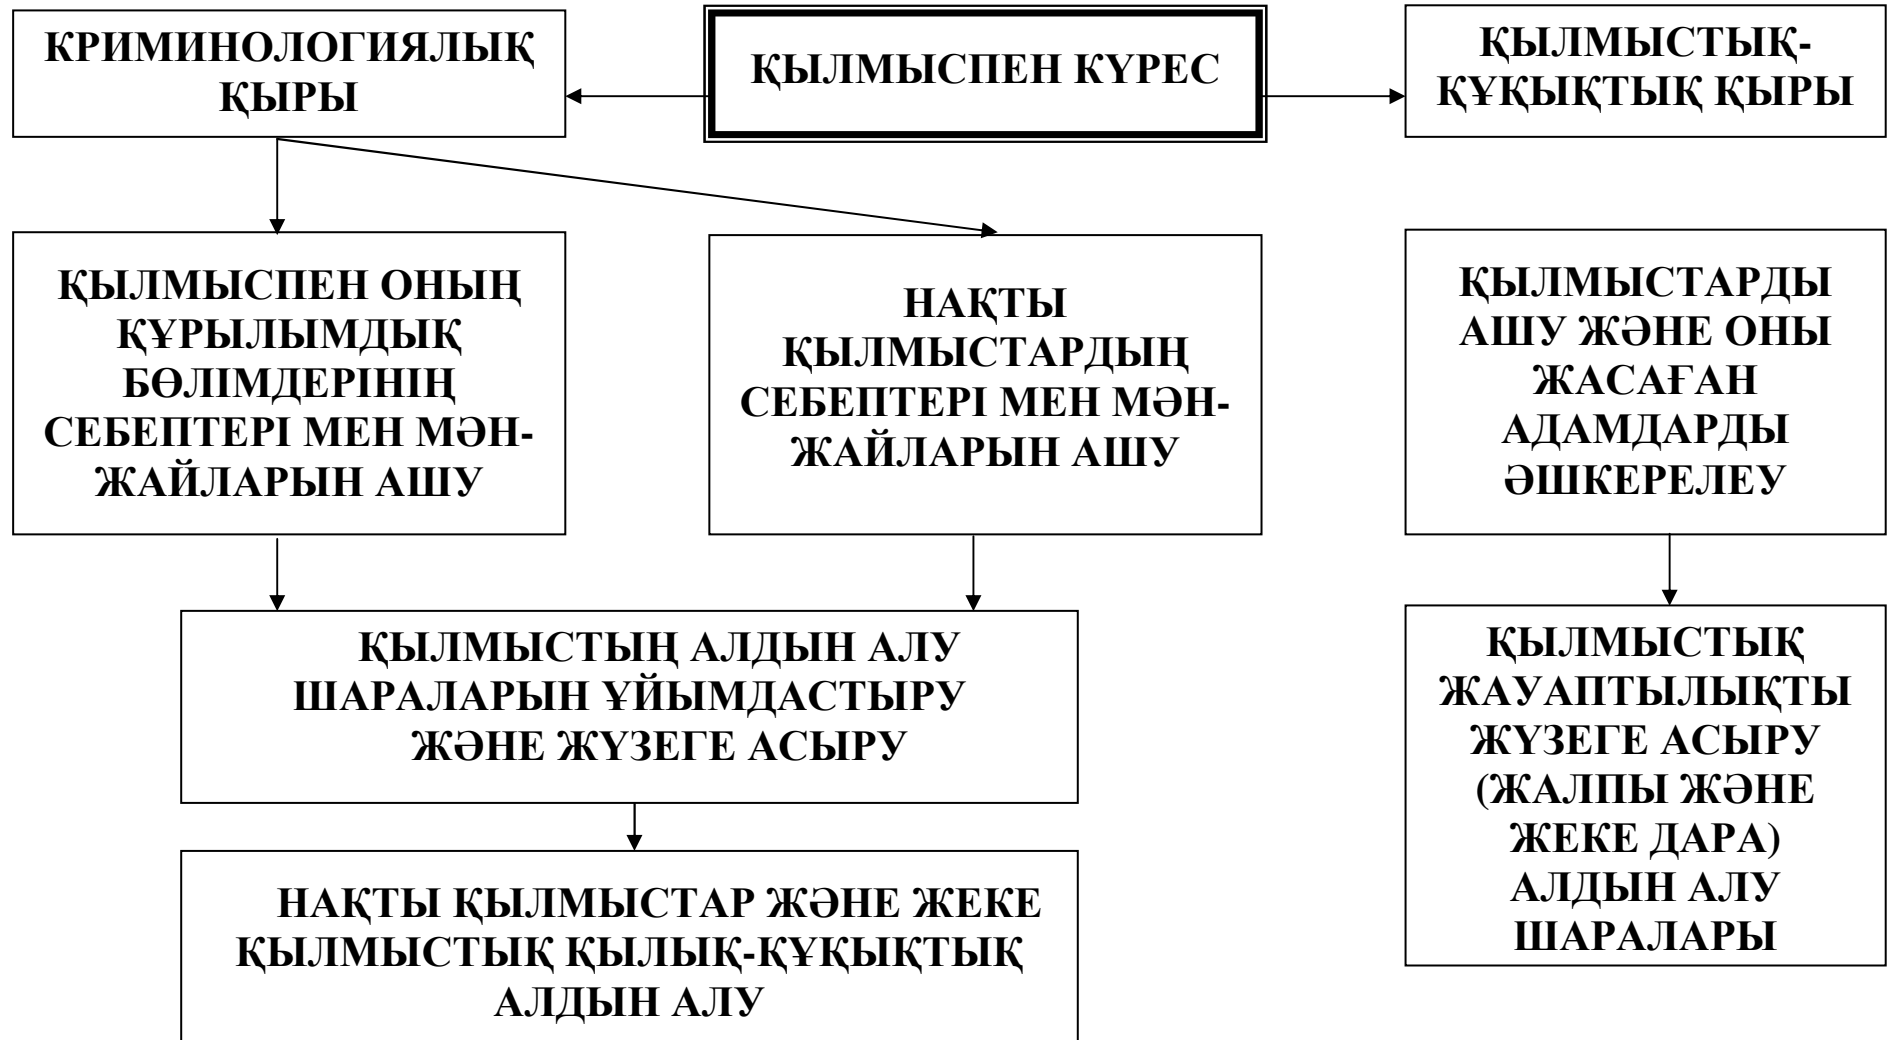 КРИМИНОЛОГИЯЛЫҚ
ҚЫРЫ
ҚЫЛМЫСПЕН КҮРЕС
ҚЫЛМЫСТЫҚ-
ҚҰҚЫҚТЫҚ ҚЫРЫ
ҚЫЛМЫСПЕН ОНЫҢ
ҚҰРЫЛЫМДЫҚ
БӨЛІМДЕРІНІҢ
СЕБЕПТЕРІ МЕН МӘН-
ЖАЙЛАРЫН АШУ
НАҚТЫ
ҚЫЛМЫСТАРДЫҢ
СЕБЕПТЕРІ МЕН МӘН-
ЖАЙЛАРЫН АШУ
ҚЫЛМЫСТАРДЫ
АШУ ЖӘНЕ ОНЫ
ЖАСАҒАН
АДАМДАРДЫ
ӘШКЕРЕЛЕУ
ҚЫЛМЫСТЫҢ АЛДЫН АЛУ
ШАРАЛАРЫН ҰЙЫМДАСТЫРУ
ЖӘНЕ ЖҮЗЕГЕ АСЫРУ
ҚЫЛМЫСТЫҚ
ЖАУАПТЫЛЫҚТЫ
ЖҮЗЕГЕ АСЫРУ
(ЖАЛПЫ ЖӘНЕ
ЖЕКЕ ДАРА)
АЛДЫН АЛУ
ШАРАЛАРЫ
НАҚТЫ ҚЫЛМЫСТАР ЖӘНЕ ЖЕКЕ
ҚЫЛМЫСТЫҚ ҚЫЛЫҚ-ҚҰҚЫҚТЫҚ
АЛДЫН АЛУ